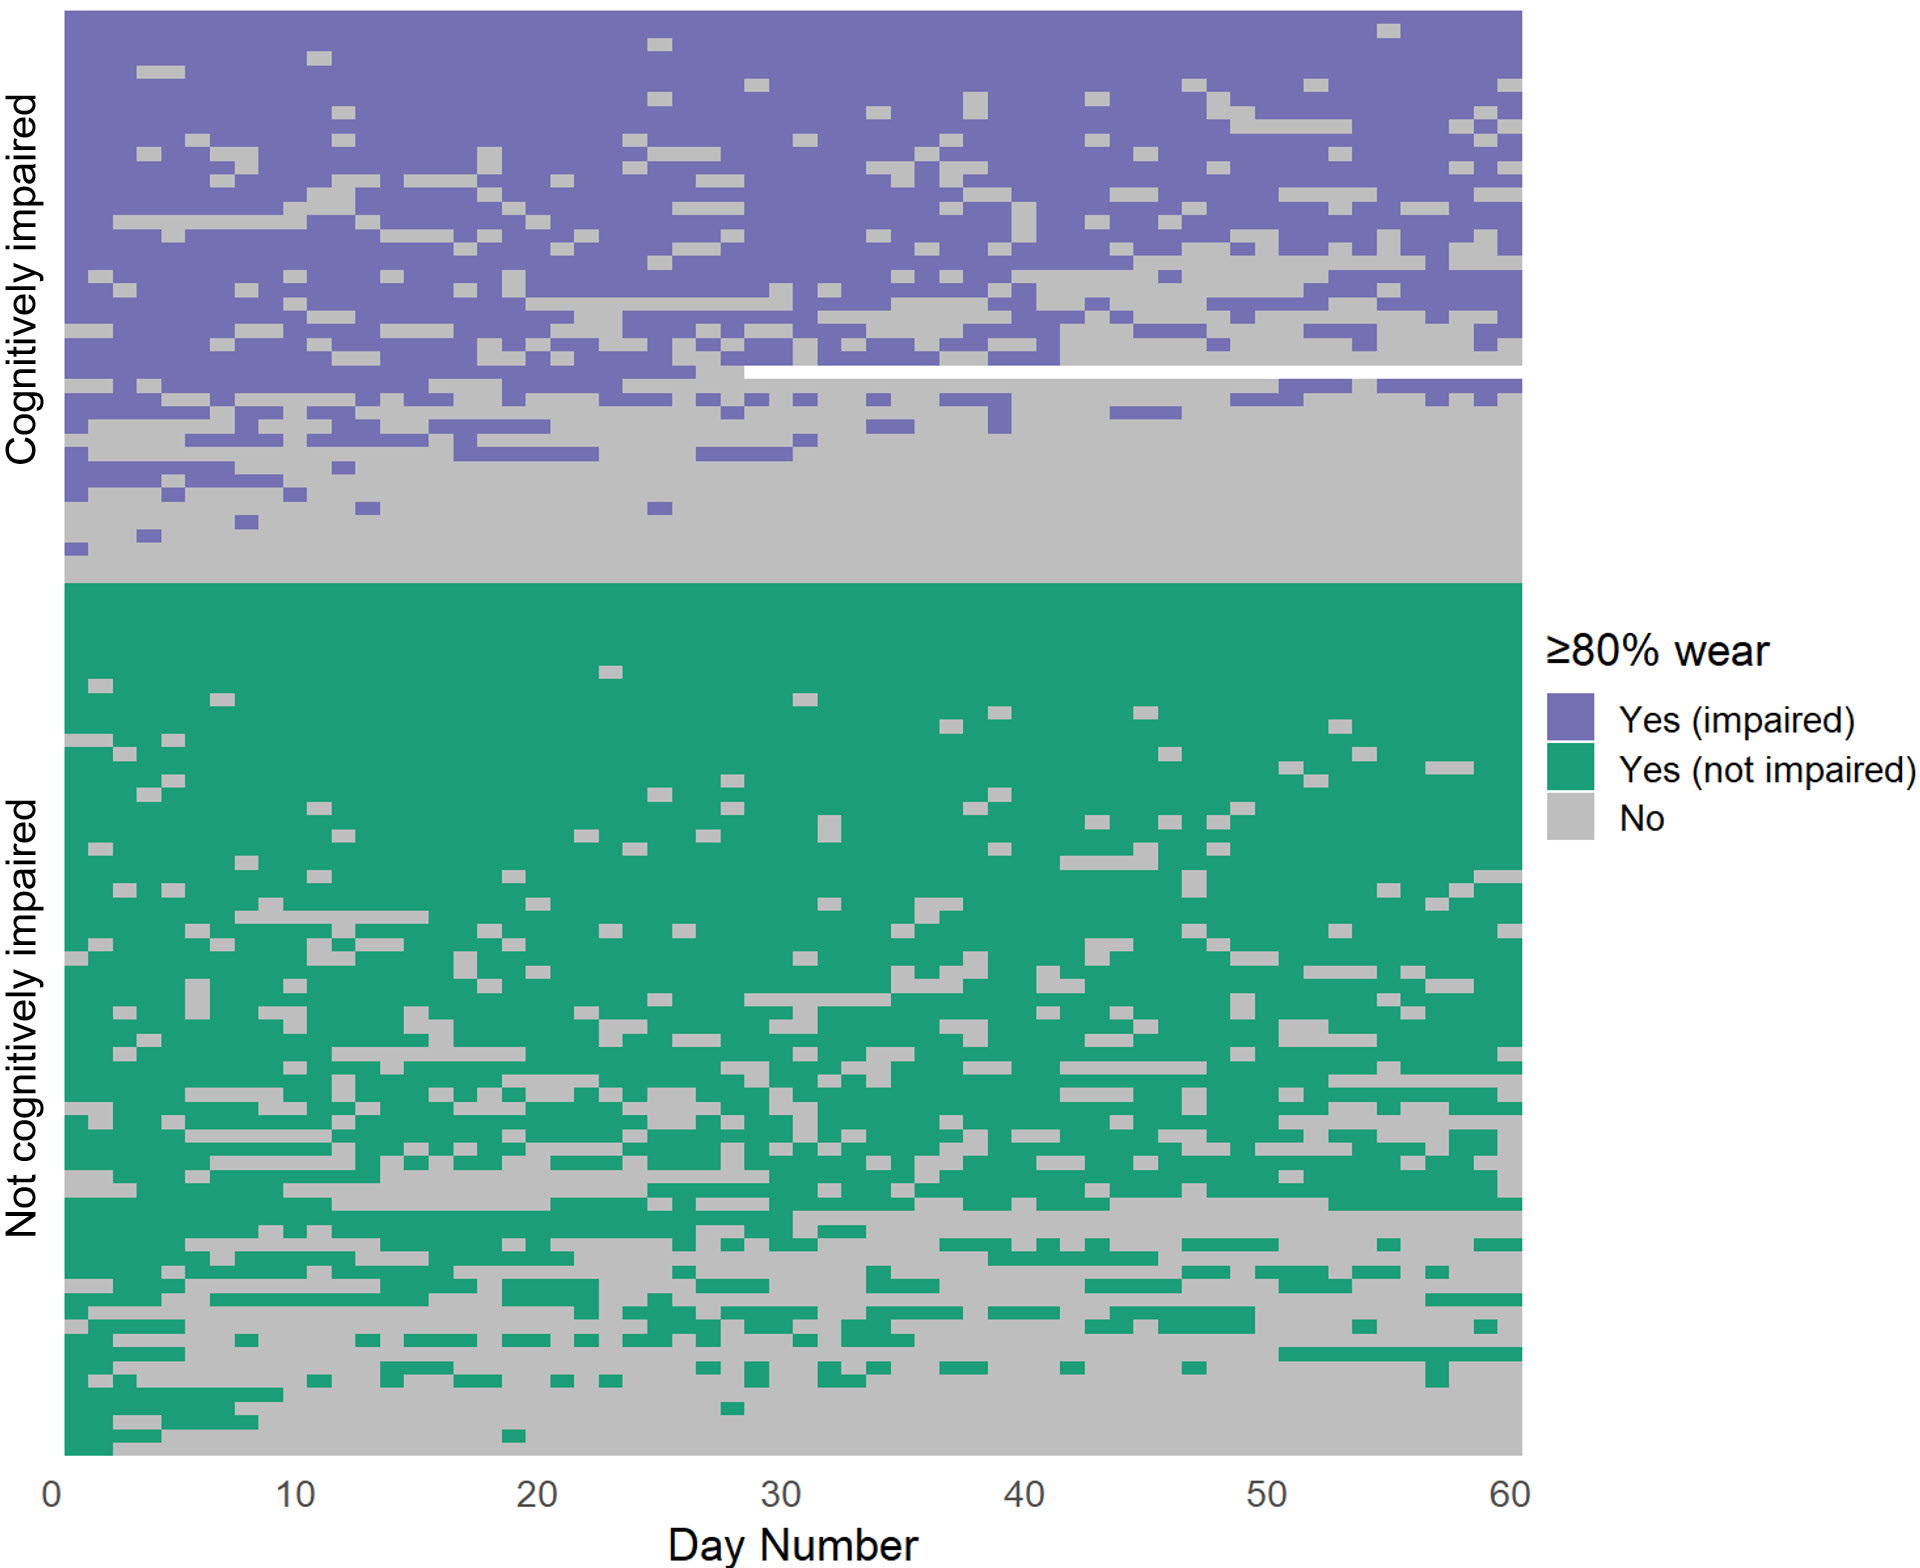 Cognitively impaired
Not cognitively impaired
≥80% wear
Yes (impaired)
Yes (not impaired)
No
0 10 20 30 40 50 60
Day Number